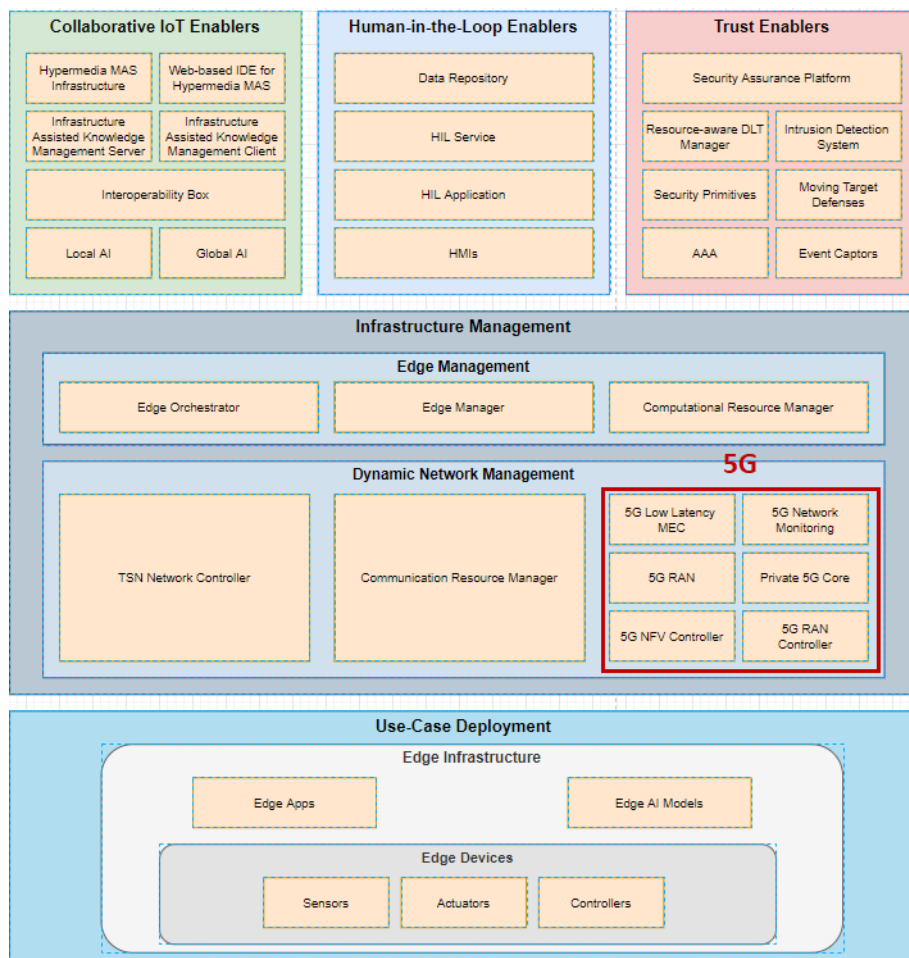 Collaborative IoT Enablers
Hypermedia MAS
Infrastructure
Web-based IDE for
Hypermedia MAS
Infrastructure
Assisted Knowledge
Management Server
Infrastructure
Assisted Knowledge
Management Client
Interoperability Box
Local AI
Global AI
Human-in-the-Loop Enablers
Data Repository
HIL Service
HIL Application
HMIs
Trust Enablers
Security Assurance Platform
Resource-aware DLT
Manager
Intrusion Detection
System
Security Primitives
Moving Target
Defenses
AAA
Event Captors
Infrastructure Management
Edge Management
Edge Orchestrator
Edge Manager
Computational Resource Manager
Dynamic Network Management
5G
TSN Network Controller
Communication Resource Manager
5G Low Latency
MEC
5G Network
Monitoring
5G RAN
Private 5G Core
5G NFV Controller
5G RAN
Controller
Use-Case Deployment
Edge Infrastructure
Edge Apps
Edge AI Models
Edge Devices
Sensors
Actuators
Controllers